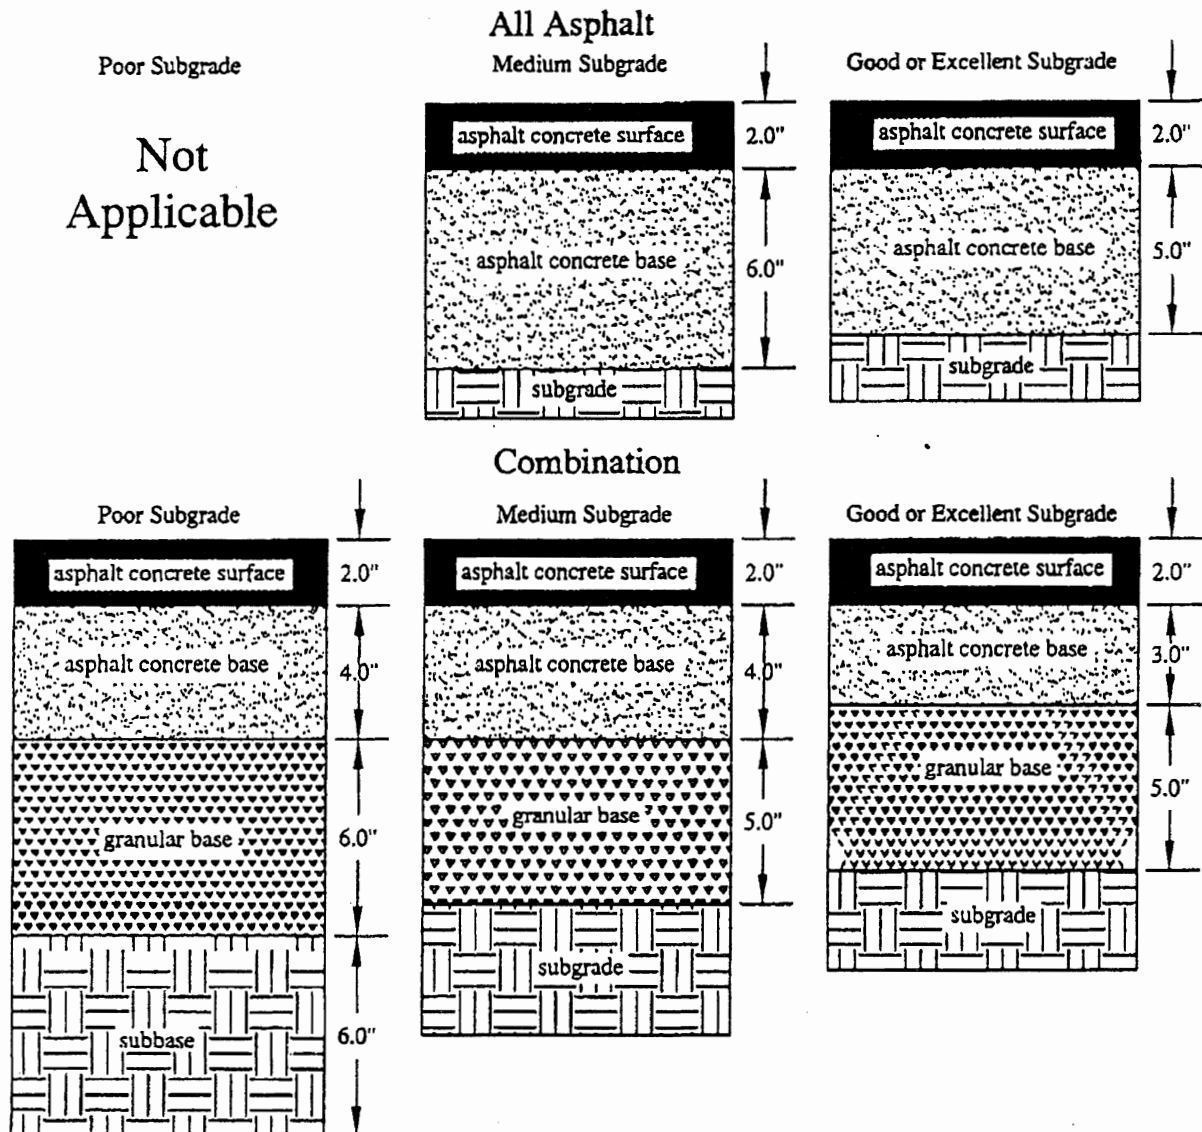 All Asphalt
Poor Subgrade
Medium Subgrade
Good or Excellent Subgrade
Not
Applicable
asphalt concrete surface
2.0"
asphalt concrete base
6.0"
subgrade
asphalt concrete surface
2.0"
asphalt concrete base
5.0"
subgrade
Combination
Poor Subgrade
Medium Subgrade
Good or Excellent Subgrade
asphalt concrete surface
2.0"
asphalt concrete base
4.0"
granular base
6.0"
subbase
6.0"
asphalt concrete surface
2.0"
asphalt concrete base
4.0"
granular base
5.0"
subgrade
asphalt concrete surface
2.0"
asphalt concrete base
3.0"
granular base
5.0"
subgrade